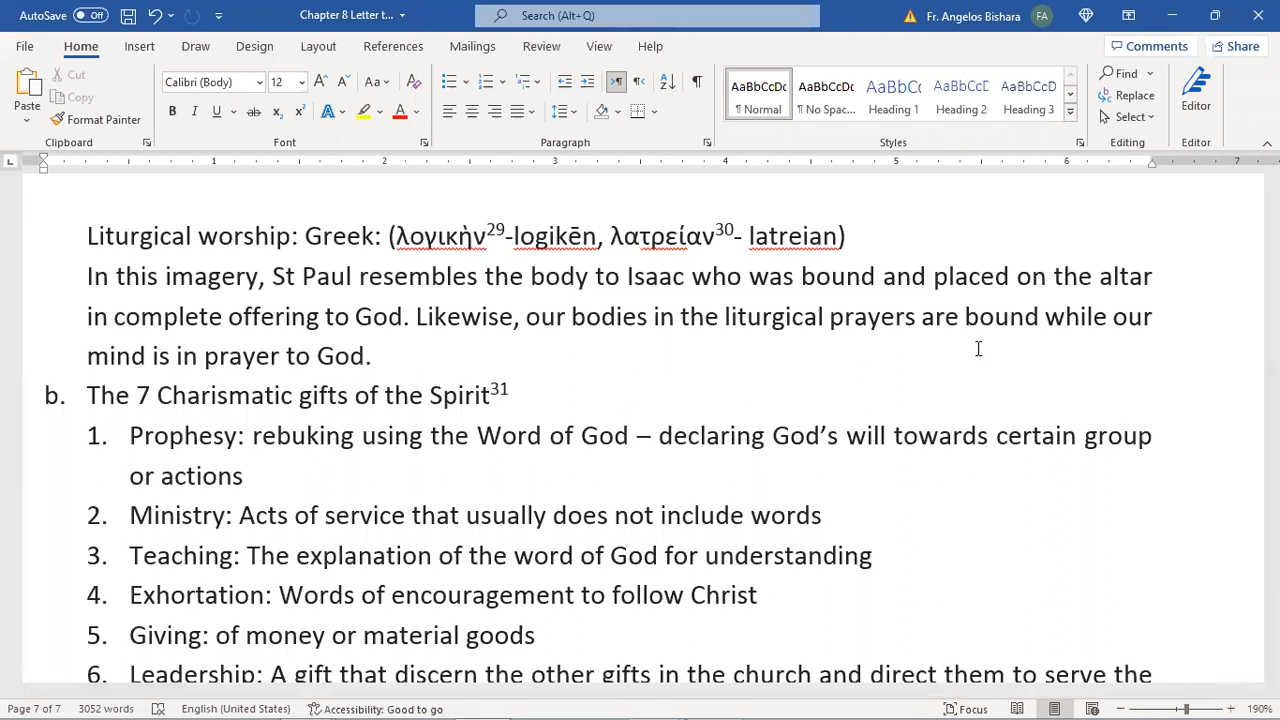 AutoSave Off Chapter 8 Letter t... Search (Alt+Q) Fr. Angelos Bishara FA
File Home Insert Draw Design Layout References Mailings Review View Help Comments Share
Paste Cut Copy Format Painter
Calibri (Body) 12
AaBbCcDc AaBbCcDc AaBbCc AaBbCcD AaBbCcD
¶ Normal ¶ No Spac... Heading 1 Heading 2 Heading 3
Find Replace Select Editor
Clipboard Font Paragraph Styles Editing Editor
1 2 3 4 5 6 7
Liturgical worship: Greek: (λογικὴν29-logikēn, λατρείαν30- latreian)
In this imagery, St Paul resembles the body to Isaac who was bound and placed on the altar
in complete offering to God. Likewise, our bodies in the liturgical prayers are bound while our
mind is in prayer to God.
b. The 7 Charismatic gifts of the Spirit31
1. Prophesy: rebuking using the Word of God – declaring God’s will towards certain group
or actions
2. Ministry: Acts of service that usually does not include words
3. Teaching: The explanation of the word of God for understanding
4. Exhortation: Words of encouragement to follow Christ
5. Giving: of money or material goods
6. Leadership: A gift that discern the other gifts in the church and direct them to serve the
Page 7 of 7 3052 words English (United States) Accessibility: Good to go Focus 190%